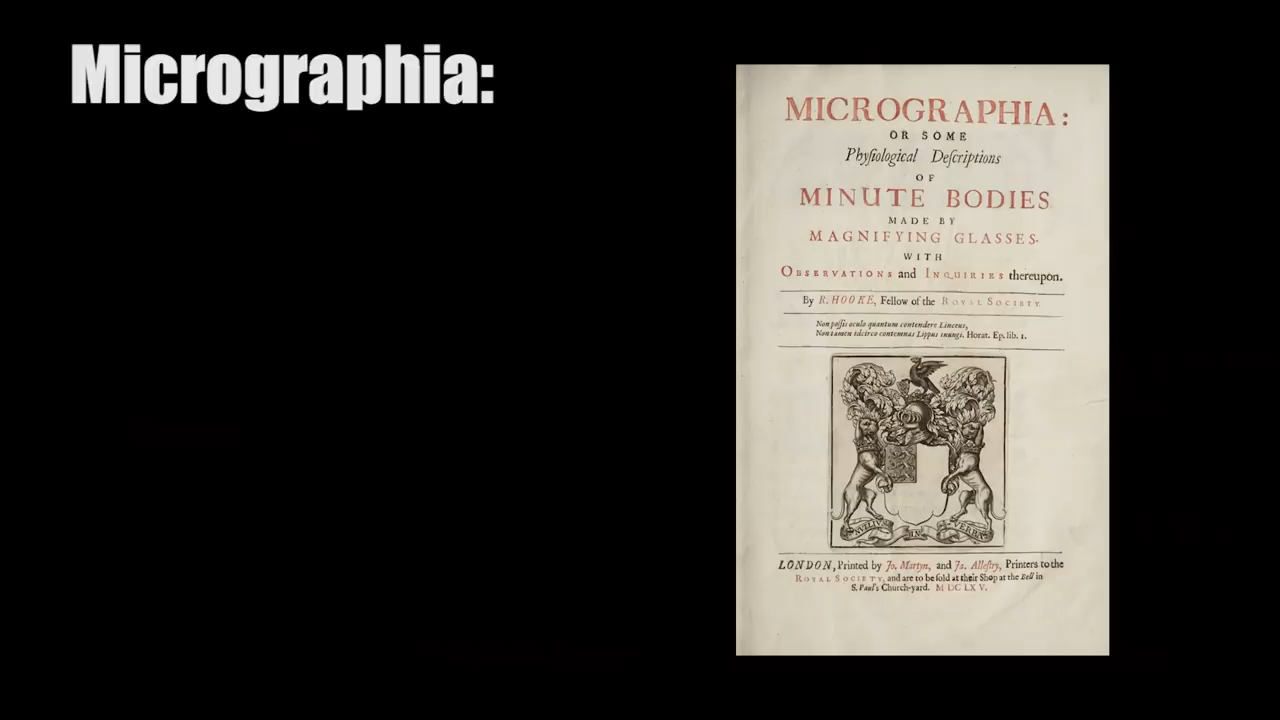 Micrographia:
MICROGRAPHIA:
OR SOME
Phyſiological Deſcriptions
OF
MINUTE BODIES
MADE BY
MAGNIFYING GLASSES.
WITH
OBSERVATIONS and INQUIRIES thereupon.
By R. HOOKE, Fellow of the ROYAL SOCIETY.
Non poſſis oculo quantum contendere Linceus,
Non tamen idcirco contemnas Lippus inungi. Horat. Ep. lib. 1.
NVLLIVS IN VERBA
LONDON, Printed by Jo. Martyn, and Ja. Alleſtry, Printers to the
ROYAL SOCIETY, and are to be ſold at their Shop at the Bell in
S. Paul's Church-yard. M DC LX V.